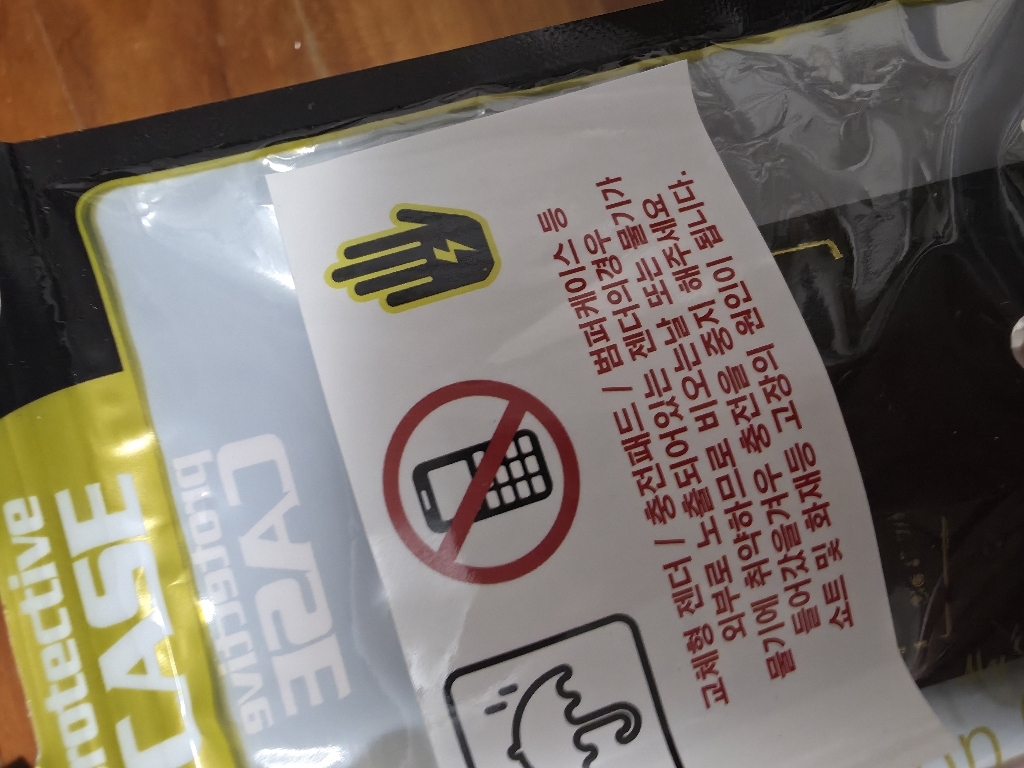 교체형 젠더 / 충전패드 / 범퍼케이스 등
외부로 노출되어있는 젠더의경우
물기에 취약하므로 비오는날 또는 물기가
들어갔을겨우 충전을 중지 해주세요
쇼트 및 화재등 고장의 원인이 됩니다.
rotective
CASE
protective
CASE